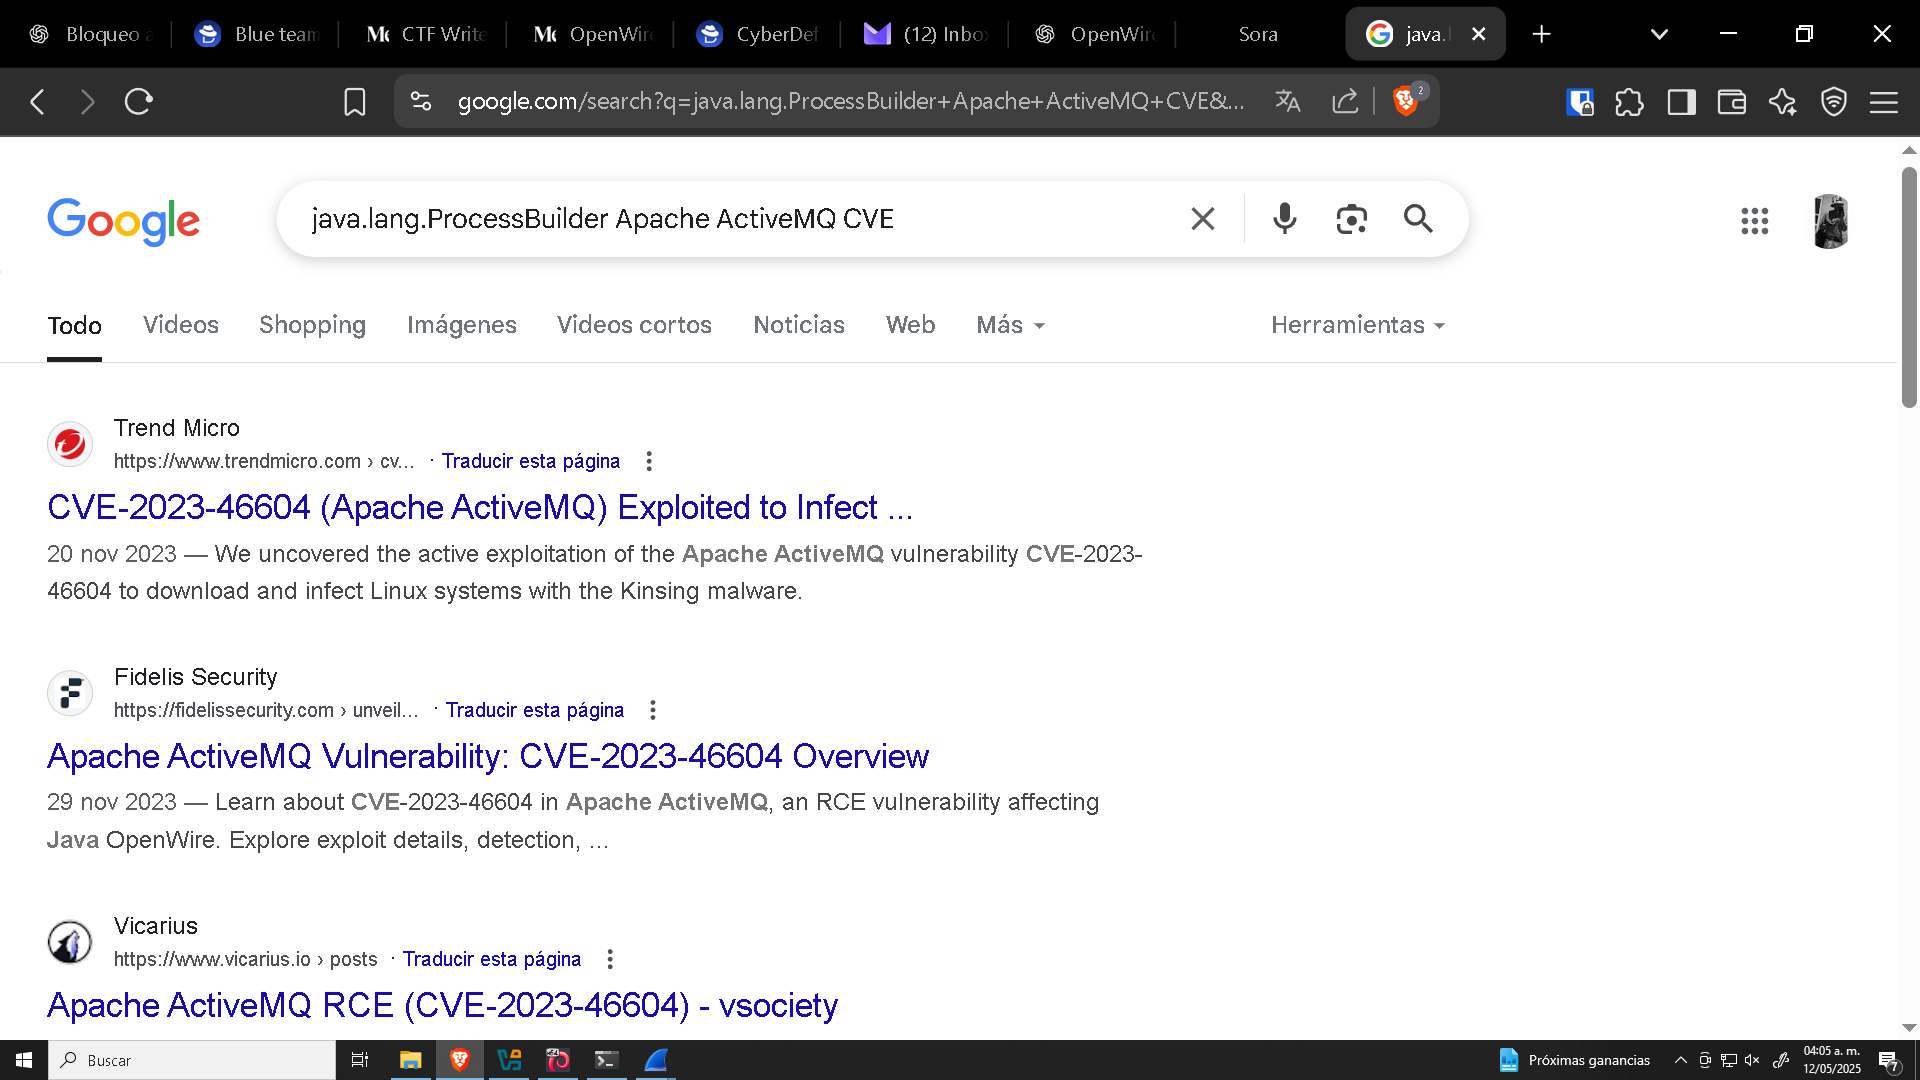 Bloqueo a
Blue team
CTF Write
OpenWire
CyberDef
(12) Inbo
OpenWire
Sora
java.l
google.com/search?q=java.lang.ProcessBuilder+Apache+ActiveMQ+CVE&...
2
Google
java.lang.ProcessBuilder Apache ActiveMQ CVE
Todo
Videos
Shopping
Imágenes
Videos cortos
Noticias
Web
Más
Herramientas
Trend Micro
https://www.trendmicro.com › cv... · Traducir esta página
CVE-2023-46604 (Apache ActiveMQ) Exploited to Infect ...
20 nov 2023 — We uncovered the active exploitation of the Apache ActiveMQ vulnerability CVE-2023-
46604 to download and infect Linux systems with the Kinsing malware.
Fidelis Security
https://fidelissecurity.com › unveil... · Traducir esta página
Apache ActiveMQ Vulnerability: CVE-2023-46604 Overview
29 nov 2023 — Learn about CVE-2023-46604 in Apache ActiveMQ, an RCE vulnerability affecting
Java OpenWire. Explore exploit details, detection, ...
Vicarius
https://www.vicarius.io › posts · Traducir esta página
Apache ActiveMQ RCE (CVE-2023-46604) - vsociety
Buscar
Próximas ganancias
04:05 a. m.
12/05/2025
7